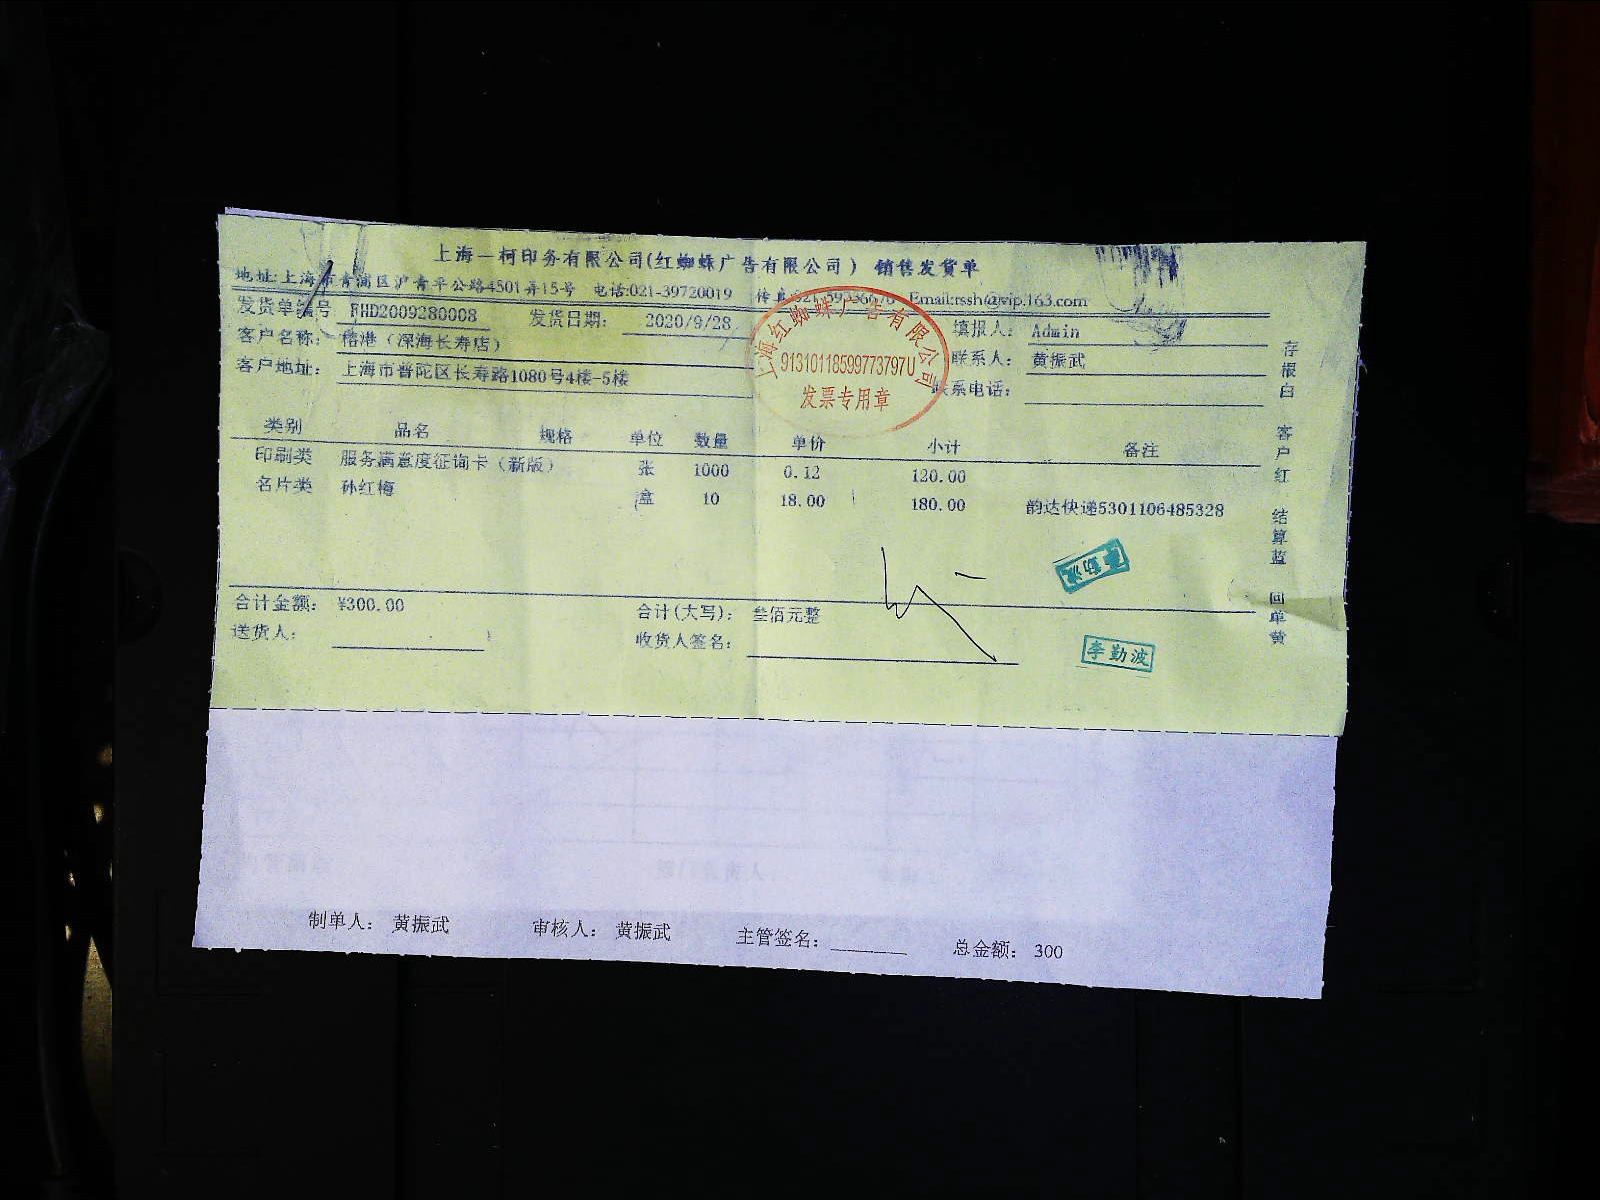 上海一柯印务有限公司(红蜘蛛广告有限公司) 销售发货单
地址:上海市青浦区沪青平公路4501弄15号 电话:021-39720019 传真:021- Email:rssh@vip.163.com
发货单编号 FHD2009280008 发货日期: 2020/9/28 填报人: Admin
客户名称: 港(深海长寿店) 联系人: 黄振武
客户地址: 上海市普陀区长寿路1080号4楼-5楼 联系电话:
上海红蜘蛛广告有限公司
91310118599773797U
发票专用章
类别 品名 规格 单位 数量 单价 小计 备注
印刷类 服务满意度征询卡(新版) 张 1000 0.12 120.00
名片类 孙红梅 盒 10 18.00 180.00 韵达快递5301106485328
李勤波
合计金额: ¥300.00 合计(大写): 叁佰元整
送货人: 收货人签名:
李勤波
存根白 客户红 结算蓝 回单黄
制单人: 黄振武 审核人: 黄振武 主管签名: 总金额: 300